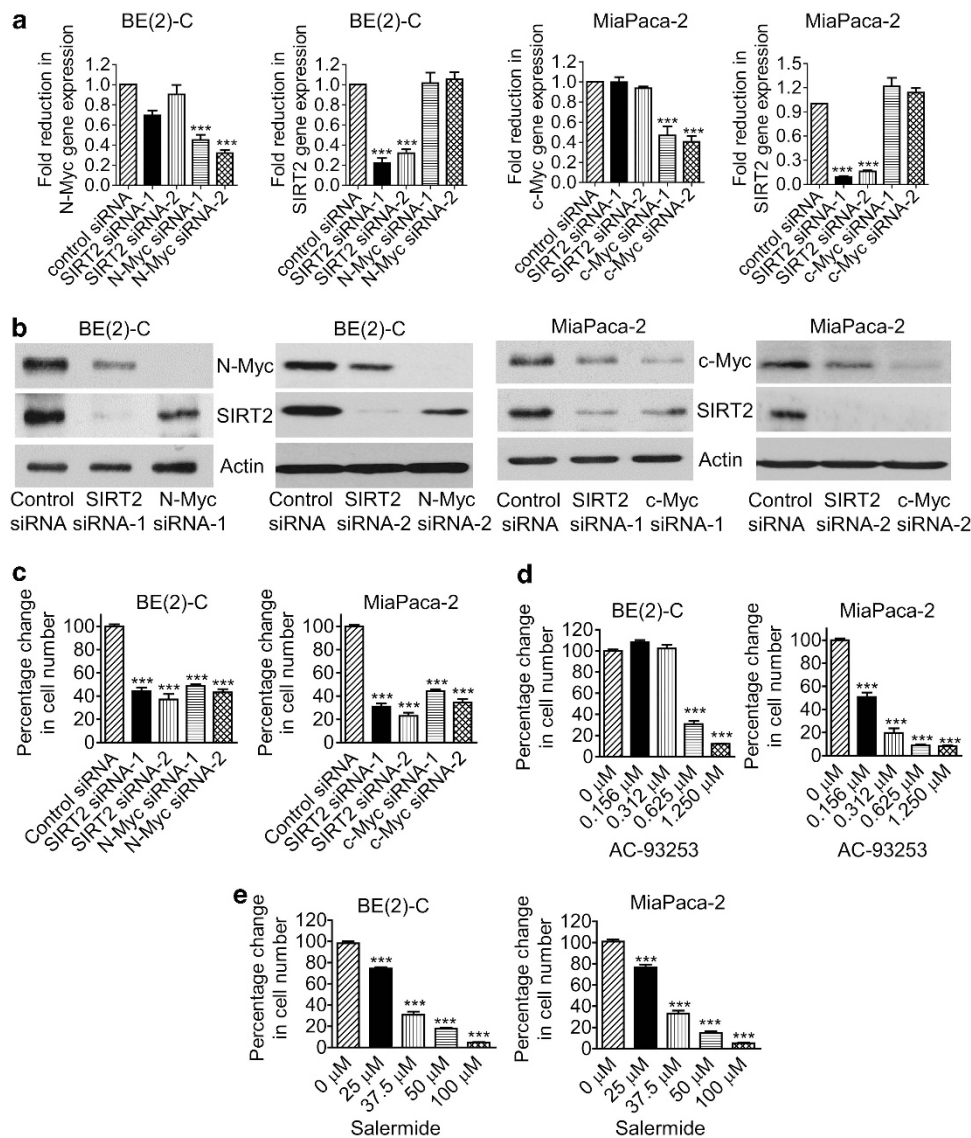 a
BE(2)-C
Fold reduction in
N-Myc gene expression
1.0
0.8
0.6
0.4
0.2
0.0
*** ***
control siRNA
SIRT2 siRNA-1
SIRT2 siRNA-2
N-Myc siRNA-1
N-Myc siRNA-2
BE(2)-C
Fold reduction in
SIRT2 gene expression
1.2
1.0
0.8
0.6
0.4
0.2
0.0
*** ***
control siRNA
SIRT2 siRNA-1
SIRT2 siRNA-2
N-Myc siRNA-1
N-Myc siRNA-2
MiaPaca-2
Fold reduction in
c-Myc gene expression
1.2
1.0
0.8
0.6
0.4
0.2
0.0
*** ***
control siRNA
SIRT2 siRNA-1
SIRT2 siRNA-2
c-Myc siRNA-1
c-Myc siRNA-2
MiaPaca-2
Fold reduction in
SIRT2 gene expression
1.5
1.2
0.9
0.6
0.3
0.0
*** ***
control siRNA
SIRT2 siRNA-1
SIRT2 siRNA-2
c-Myc siRNA-1
c-Myc siRNA-2
b
BE(2)-C
BE(2)-C
MiaPaca-2
MiaPaca-2
N-Myc
c-Myc
SIRT2
SIRT2
Actin
Actin
Control SIRT2 N-Myc
siRNA siRNA-1 siRNA-1
Control SIRT2 N-Myc
siRNA siRNA-2 siRNA-2
Control SIRT2 c-Myc
siRNA siRNA-1 siRNA-1
Control SIRT2 c-Myc
siRNA siRNA-2 siRNA-2
c
BE(2)-C
Percentage change
in cell number
100
80
60
40
20
0
*** *** *** ***
Control siRNA
SIRT2 siRNA-1
SIRT2 siRNA-2
N-Myc siRNA-1
N-Myc siRNA-2
MiaPaca-2
Percentage change
in cell number
100
80
60
40
20
0
*** *** *** ***
Control siRNA
SIRT2 siRNA-1
SIRT2 siRNA-2
c-Myc siRNA-1
c-Myc siRNA-2
d
BE(2)-C
Percentage change
in cell number
120
100
80
60
40
20
0
*** ***
0 µM
0.156 µM
0.312 µM
0.625 µM
1.250 µM
AC-93253
MiaPaca-2
Percentage change
in cell number
100
80
60
40
20
0
*** *** *** ***
0 µM
0.156 µM
0.312 µM
0.625 µM
1.250 µM
AC-93253
e
BE(2)-C
Percentage change
in cell number
120
100
80
60
40
20
0
*** *** *** ***
0 µM
25 µM
37.5 µM
50 µM
100 µM
Salermide
MiaPaca-2
Percentage change
in cell number
120
100
80
60
40
20
0
*** *** *** ***
0 µM
25 µM
37.5 µM
50 µM
100 µM
Salermide